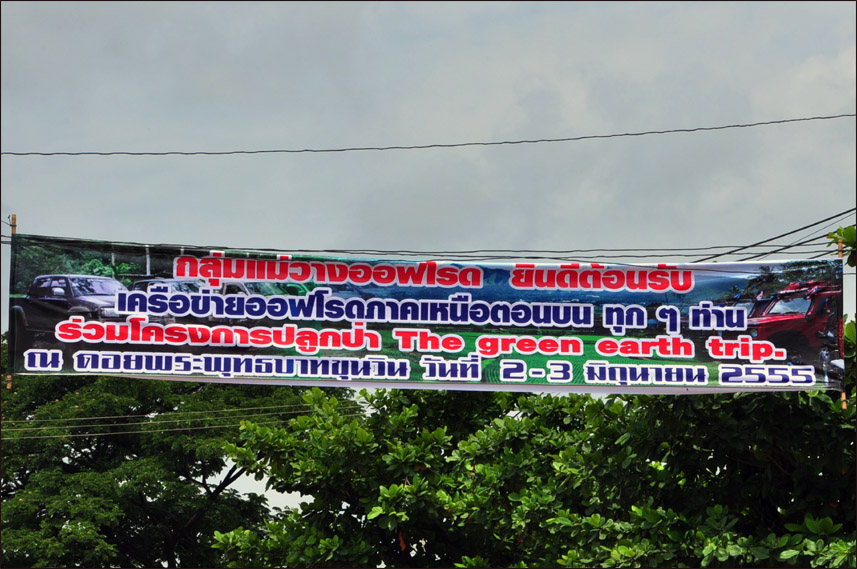 กลุ่มแม่วางออฟโรด ยินดีต้อนรับ
เครือข่ายออฟโรดภาคเหนือตอนบน ทุก ๆ ท่าน
ร่วมโครงการปลูกป่า The green earth trip.
ณ ดอยพระพุทธบาทขุนวิน วันที่ 2-3 มิถุนายน 2555